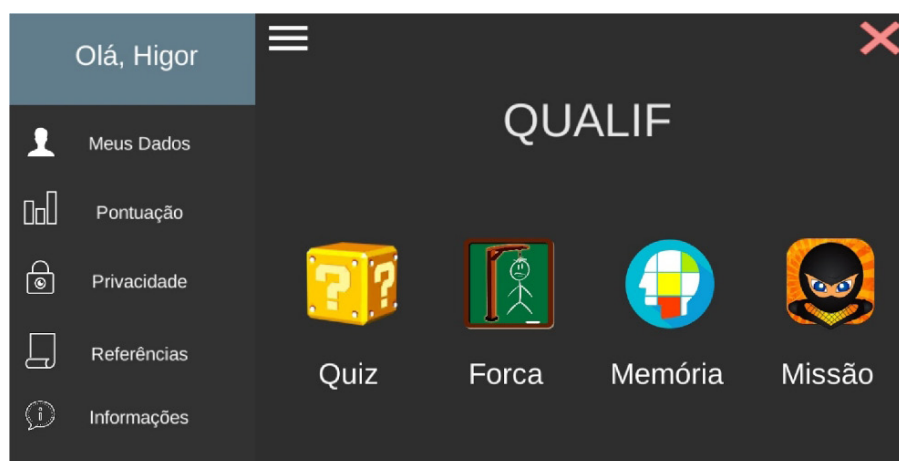 Olá, Higor
Meus Dados
Pontuação
Privacidade
Referências
Informações
QUALIF
Quiz
Forca
Memória
Missão